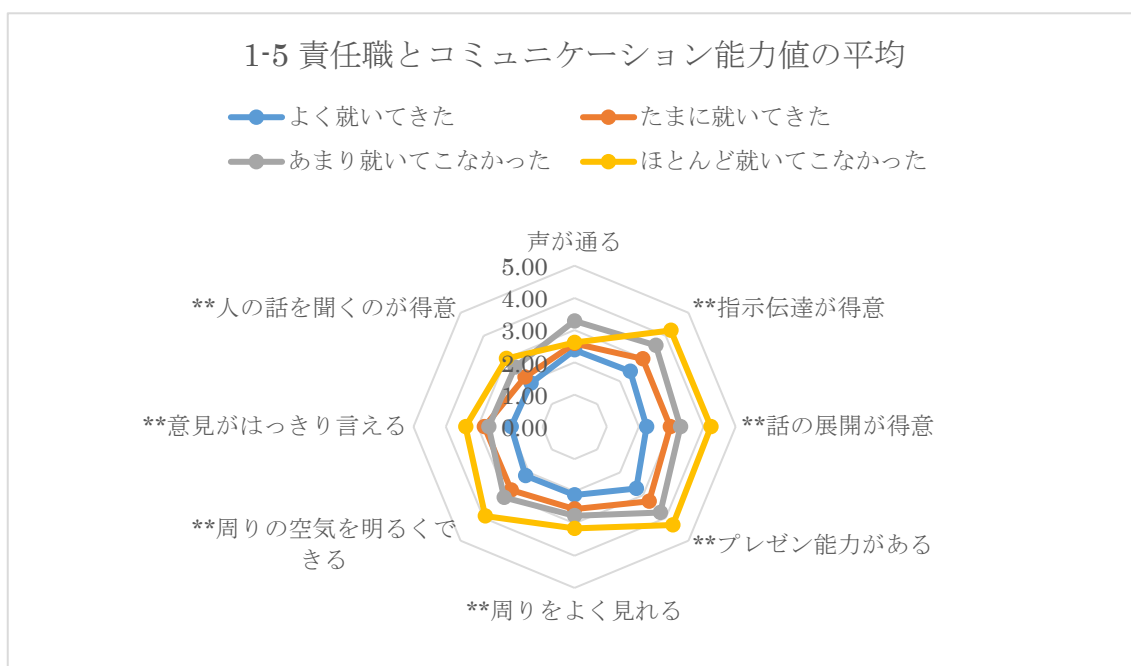 1-5 責任職とコミュニケーション能力値の平均
よく就いてきた
たまに就いてきた
あまり就いてこなかった
ほとんど就いてこなかった
声が通る
5.00
4.00
3.00
2.00
1.00
0.00
**指示伝達が得意
**話の展開が得意
**プレゼン能力がある
**周りをよく見れる
**周りの空気を明るくで
きる
**意見がはっきり言える
**人の話を聞くのが得意